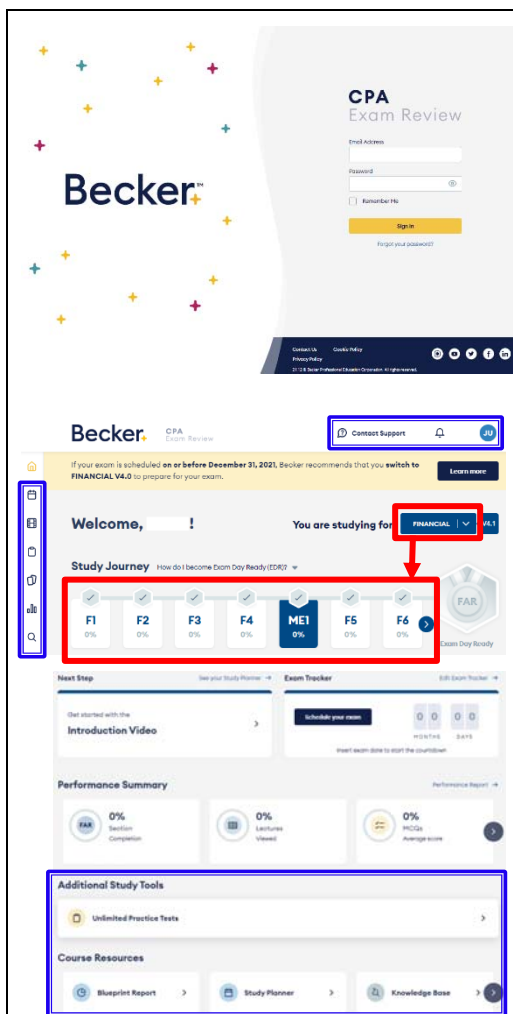 CPA
Exam Review
Email Address
Password
Remember Me
Sign In
Forgot your password?
Becker™
Contact Us Cookie Policy
Privacy Policy
Becker Professional Education Corporation. All rights reserved.
Becker CPA Exam Review
Contact Support JU
If your exam is scheduled on or before December 31, 2021, Becker recommends that you switch to
FINANCIAL V4.0 to prepare for your exam.
Learn more
Welcome, !
You are studying for FINANCIAL V4.1
Study Journey How do I become Exam Day Ready (EDR)?
F1 F2 F3 F4 ME1 F5 F6
0% 0% 0% 0% 0% 0% 0%
FAR
Exam Day Ready
Next Step See your Study Planner → Exam Tracker Edit Exam Tracker →
Get started with the
Introduction Video
Schedule your exam
0 0 0 0
MONTHS DAYS
Insert exam date to start the countdown
Performance Summary Performance Report →
FAR 0% Section Completion
0% Lectures Viewed
0% MCQs Average score
Additional Study Tools
Unlimited Practice Tests
Course Resources
Blueprint Report Study Planner Knowledge Base